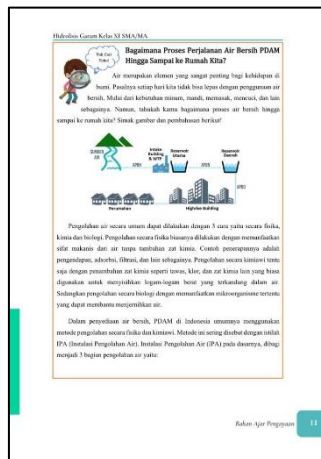 Hidrolisis Garam Kelas XI SMA/MA
Tahukah
Bagaimana Proses Perjalanan Air Bersih PDAM
Hingga Sampai ke Rumah Kita?
Air merupakan elemen yang sangat penting bagi kehidupan di
bumi. Pasalnya setiap hari kita tidak bisa lepas dengan penggunaan air
bersih. Mulai dari kebutuhan minum, mandi, memasak, mencuci, dan lain
sebagainya. Namun, tahukah kamu bagaimana proses air bersih hingga
sampai ke rumah kita? Simak gambar dan pembahasan berikut!
SUMBER
AIR
Intake
Building
& WTP
Reservoir
Utama
Reservoir
Daerah
APBN
APBN
APBD
Perumahan
Highrise Building
Pengolahan air secara umum dapat dilakukan dengan 3 cara yaitu secara fisika,
kimia dan biologi. Pengolahan secara fisika biasanya dilakukan dengan memanfaatkan
sifat mekanis dari air tanpa tambahan zat kimia. Contoh penerapannya adalah
pengendapan, adsorbsi, filtrasi, dan lain sebagainya. Pengolahan secara kimiawi tentu
saja dengan penambahan zat kimia seperti tawas, klor, dan zat kimia lain yang biasa
digunakan untuk menyisihkan logam-logam berat yang terkandung dalam air.
Sedangkan pengolahan secara biologi dengan memanfaatkan mikroorganisme tertentu
yang dapat membantu menjernihkan air.
Dalam penyediaan air bersih, PDAM di Indonesia umumnya menggunakan
metode pengolahan secara fisika dan kimiawi. Metode ini sering disebut dengan istilah
IPA (Instalasi Pengolahan Air). Instalasi Pengolahan Air (IPA) pada dasarnya, dibagi
menjadi 3 bagian pengolahan air yaitu:
Bahan Ajar Pengayaan
11